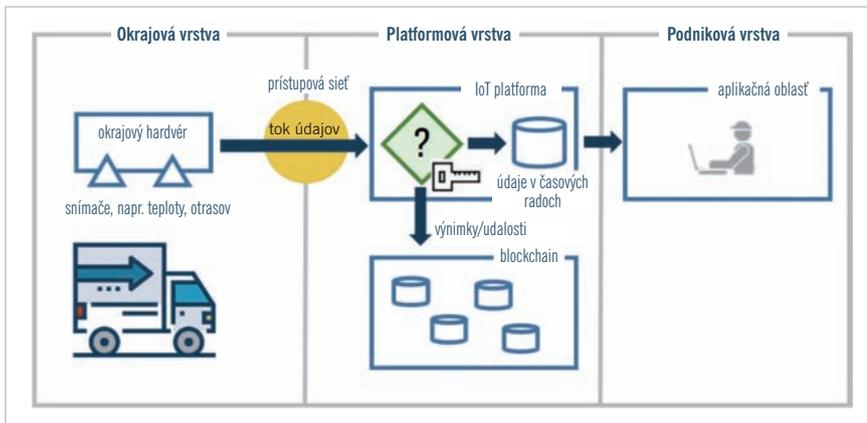 Okrajová vrstva
Platformová vrstva
Podniková vrstva
prístupová sieť
IoT platforma
aplikačná oblasť
okrajový hardvér
tok údajov
?
snímače, napr. teploty, otrasov
údaje v časových
radoch
výnimky/udalosti
blockchain